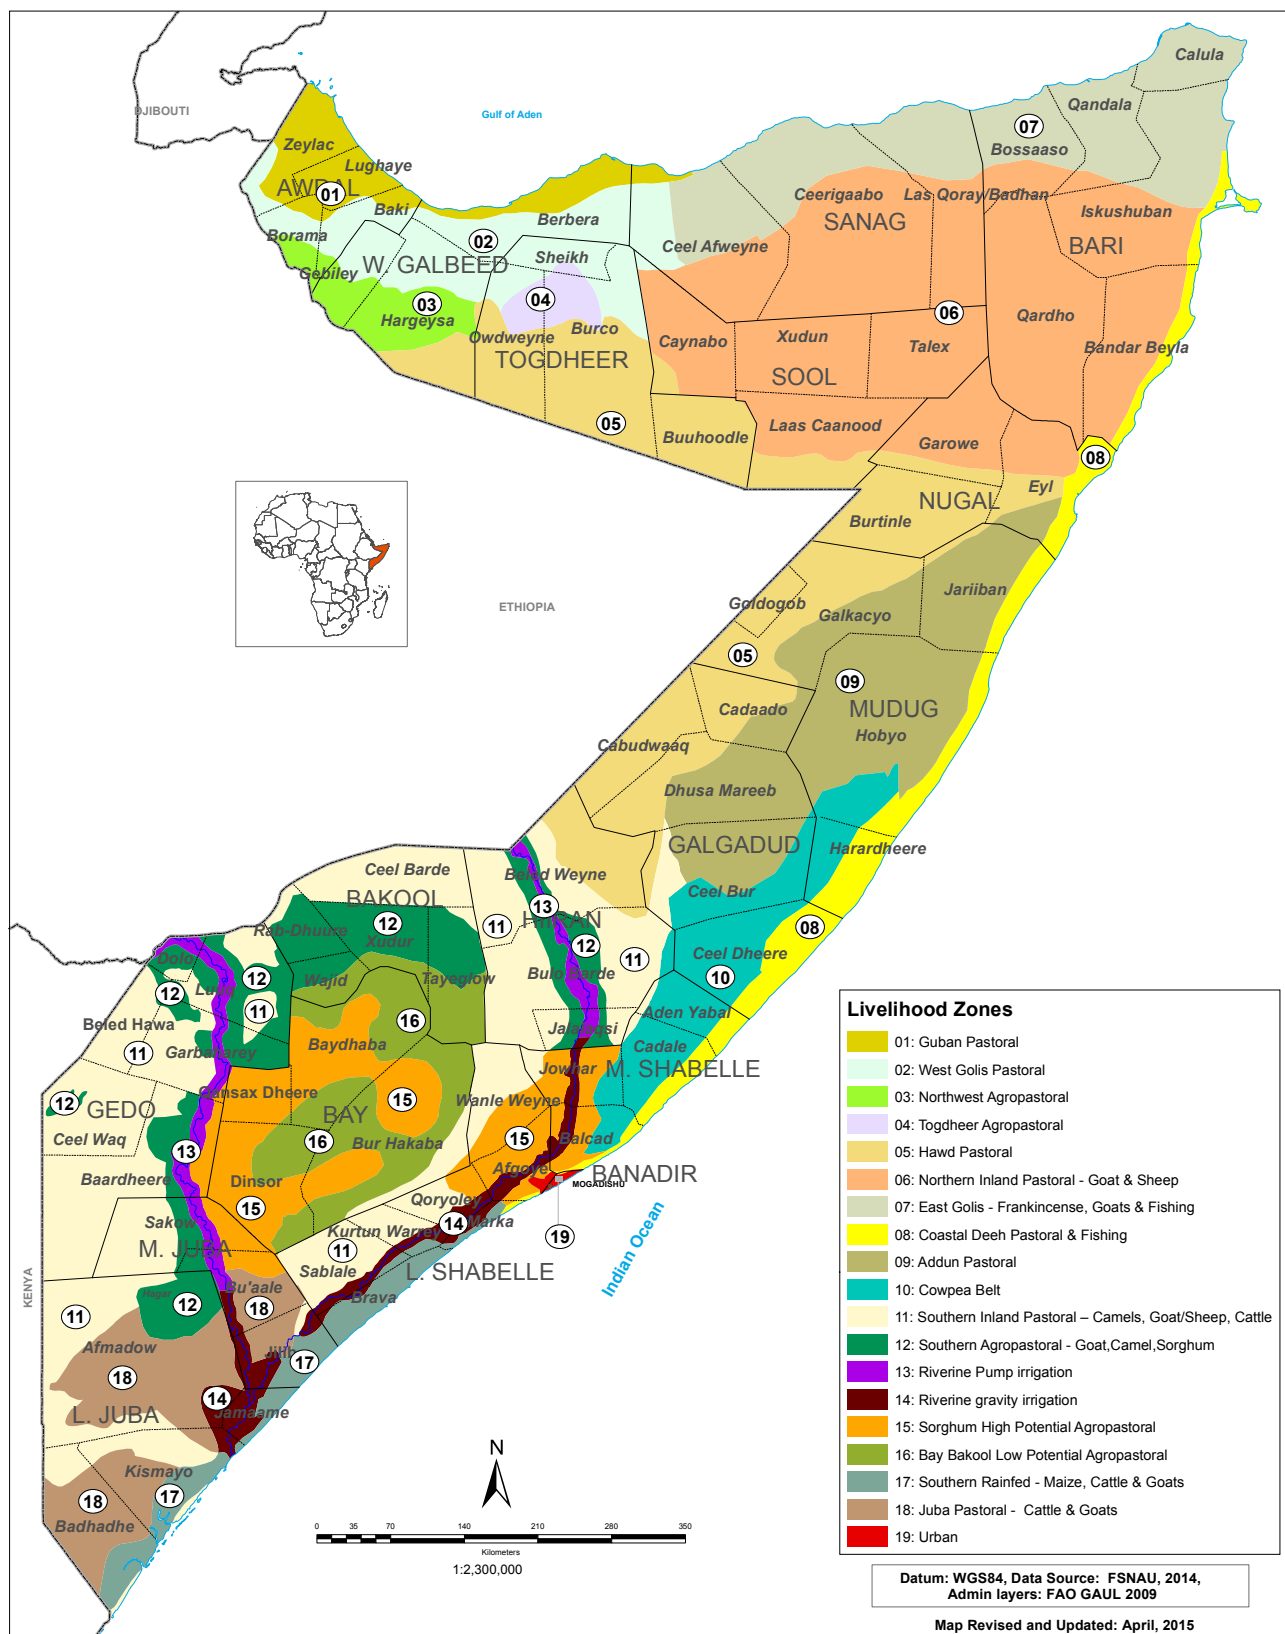 Calula
DJIBOUTI
Gulf of Aden
Qandala
07
Bossaaso
Zeylac
Lughaye
AWDAL
01
Baki
Ceerigaabo
Las Qoray/Badhan
SANAG
Iskushuban
BARI
Berbera
Borama
02
Sheikh
Ceel Afweyne
W. GALBEED
Gebiley
03
04
Hargeysa
06
Qardho
Owdweyne
Burco
Caynabo
Xudun
Talex
Bandar Beyla
TOGDHEER
SOOL
05
Buuhoodle
Laas Caanood
Garowe
08
Eyl
NUGAL
Burtinle
ETHIOPIA
Goldogob
Galkacyo
Jariiban
05
09
MUDUG
Cadaado
Hobyo
Cabudwaaq
Dhusa Mareeb
GALGADUD
Harardheere
Ceel Barde
Beled Weyne
Ceel Bur
BAKOOL
13
HIRAN
12
11
Rab-Dhuure
Xudur
08
12
11
Dolo
Ceel Dheere
Wajid
Tayeglow
Bulo Barde
10
12
Luuq
12
11
Aden Yabal
Beled Hawa
16
Jalalaqsi
11
Garbaharey
Baydhaba
Cadale
Jowhar
M. SHABELLE
12
Qansax Dheere
GEDO
15
Wanle Weyne
BAY
15
Ceel Waq
16
Bur Hakaba
Balcad
13
Afgoye
BANADIR
Baardheere
Dinsor
MOGADISHU
15
Qoryoley
Marka
Sakow
14
Kurtun Warrey
19
M. JUBA
11
Sablale
L. SHABELLE
Indian Ocean
KENYA
Bu'aale
Hagar
12
18
Brava
11
Afmadow
Jilib
17
18
14
L. JUBA
Jamaame
Kismayo
18
17
Badhadhe
N
0 35 70 140 210 280 350
Kilometers
1:2,300,000
Livelihood Zones
01: Guban Pastoral
02: West Golis Pastoral
03: Northwest Agropastoral
04: Togdheer Agropastoral
05: Hawd Pastoral
06: Northern Inland Pastoral - Goat & Sheep
07: East Golis - Frankincense, Goats & Fishing
08: Coastal Deeh Pastoral & Fishing
09: Addun Pastoral
10: Cowpea Belt
11: Southern Inland Pastoral – Camels, Goat/Sheep, Cattle
12: Southern Agropastoral - Goat,Camel,Sorghum
13: Riverine Pump irrigation
14: Riverine gravity irrigation
15: Sorghum High Potential Agropastoral
16: Bay Bakool Low Potential Agropastoral
17: Southern Rainfed - Maize, Cattle & Goats
18: Juba Pastoral - Cattle & Goats
19: Urban
Datum: WGS84, Data Source: FSNAU, 2014,
Admin layers: FAO GAUL 2009
Map Revised and Updated: April, 2015